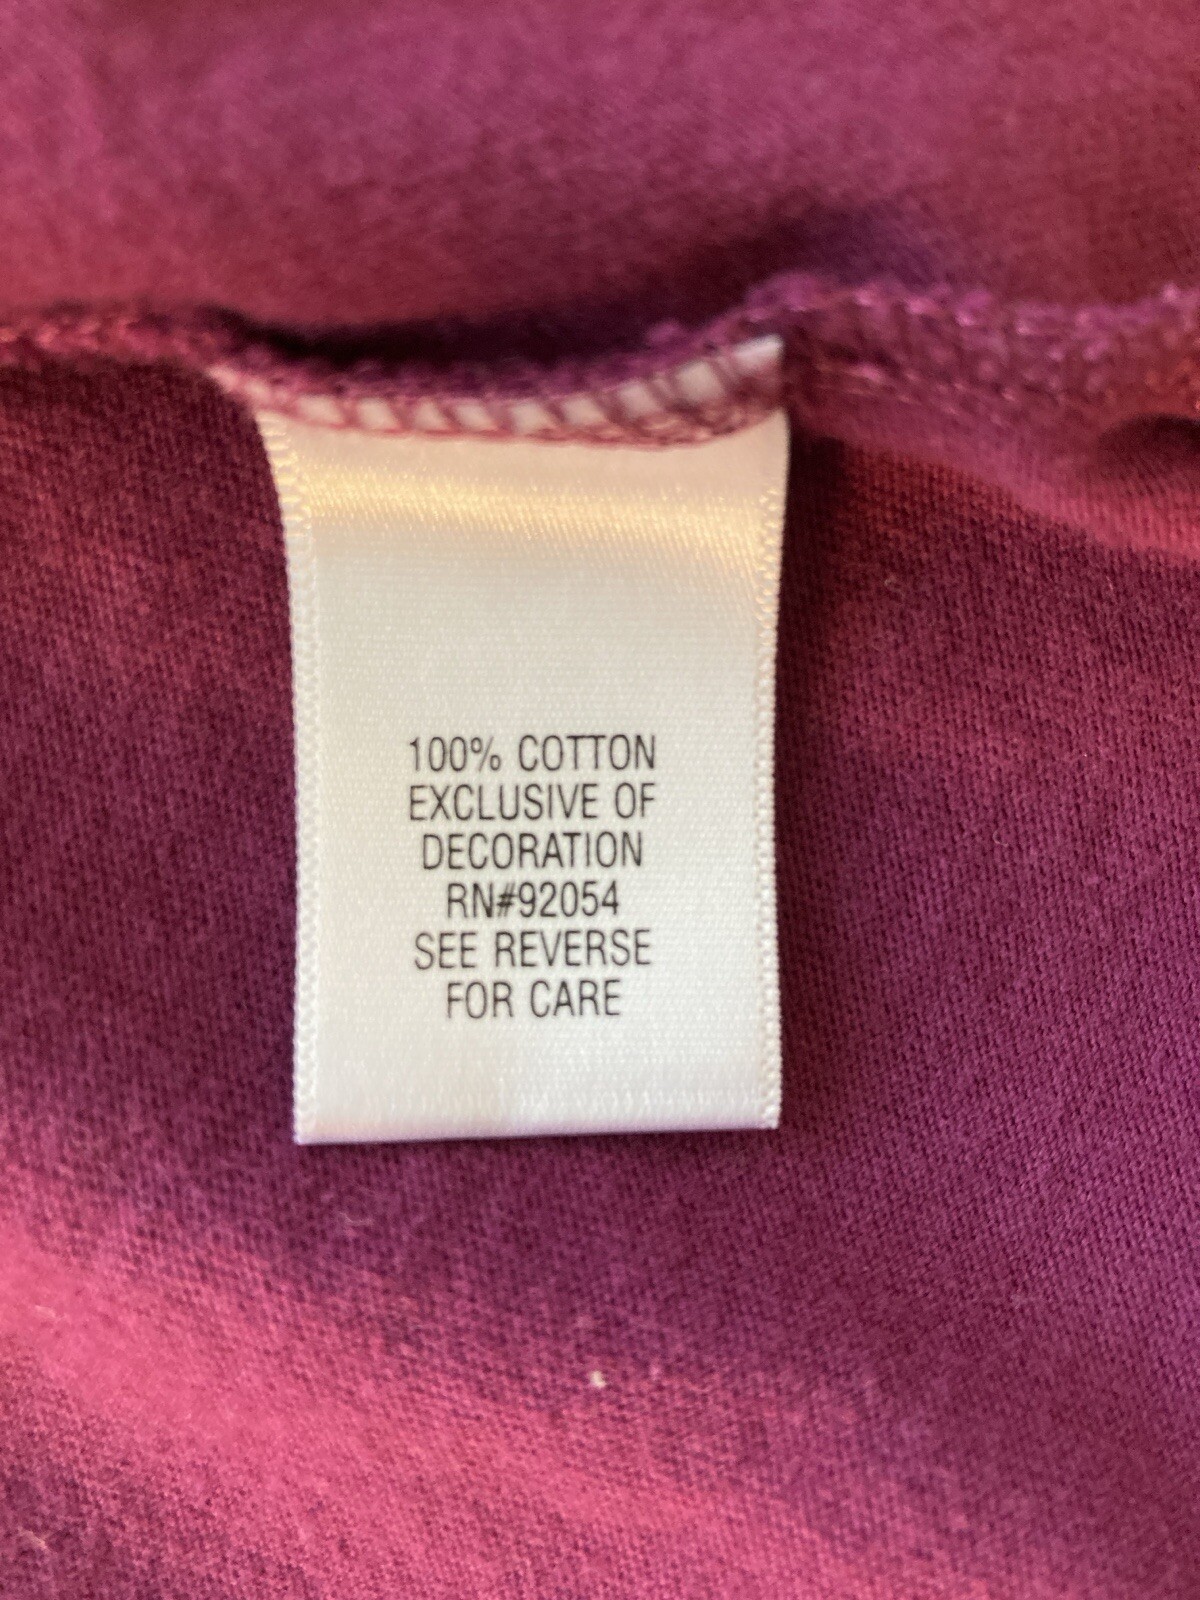 100% COTTON
EXCLUSIVE OF
DECORATION
RN#92054
SEE REVERSE
FOR CARE